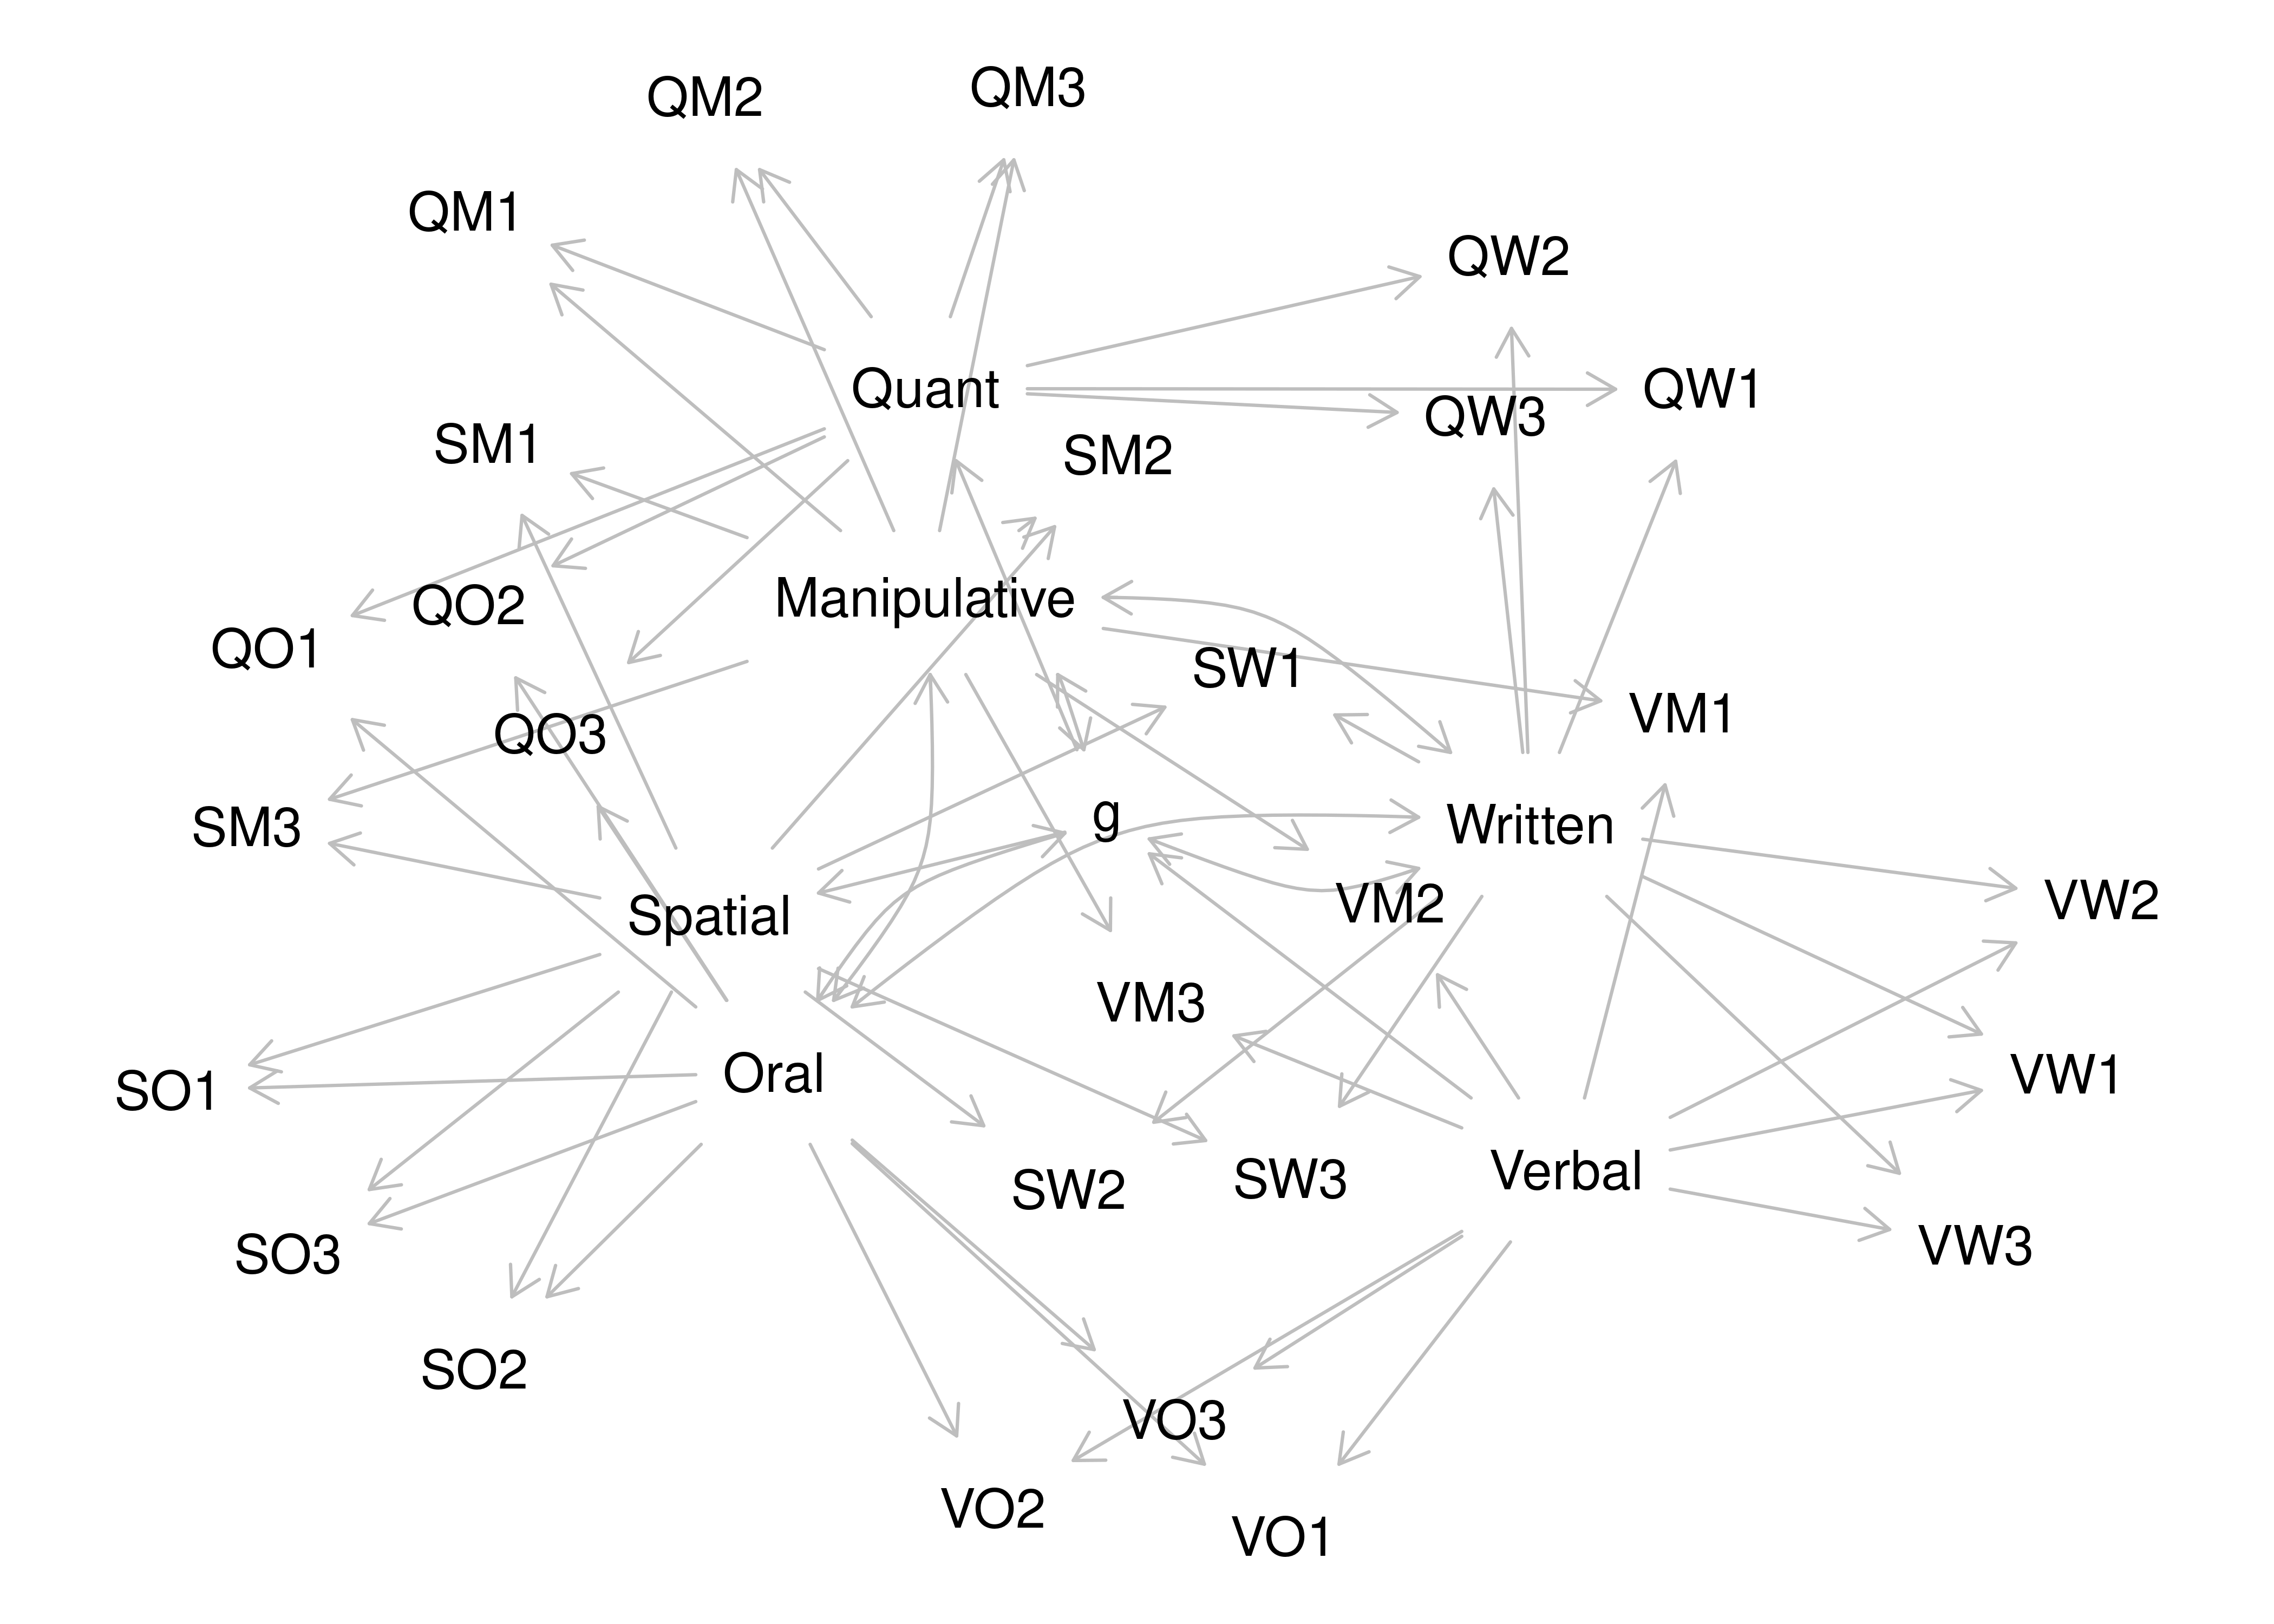 QM3
QM2
QM1
QW2
Quant
QW1
QW3
SM1
SM2
Manipulative
QO2
QO1
SW1
VM1
QO3
g
Written
SM3
VM2
VW2
Spatial
VM3
Oral
VW1
SO1
Verbal
SW3
SW2
VW3
SO3
SO2
VO3
VO2
VO1